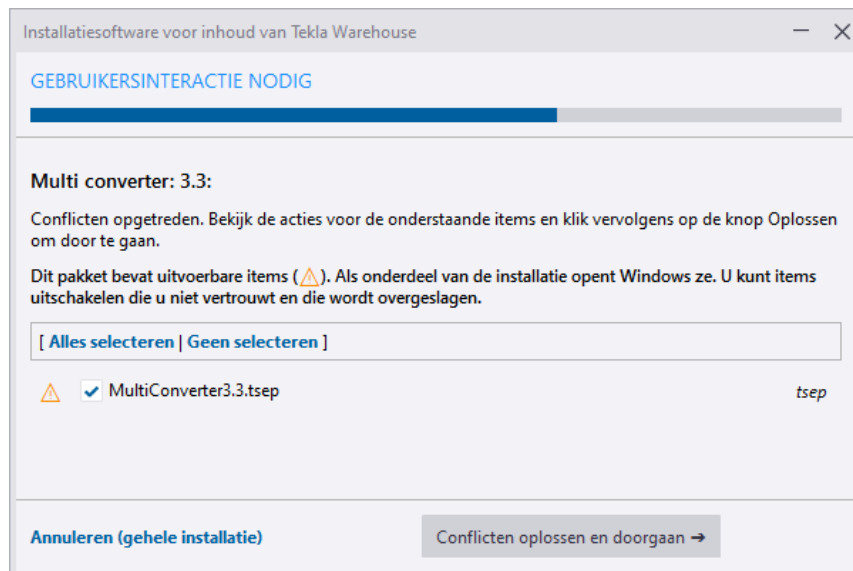 Installatiesoftware voor inhoud van Tekla Warehouse
GEBRUIKERSINTERACTIE NODIG
Multi converter: 3.3:
Conflicten opgetreden. Bekijk de acties voor de onderstaande items en klik vervolgens op de knop Oplossen
om door te gaan.
Dit pakket bevat uitvoerbare items (⚠). Als onderdeel van de installatie opent Windows ze. U kunt items
uitschakelen die u niet vertrouwt en die wordt overgeslagen.
[ Alles selecteren | Geen selecteren ]
MultiConverter3.3.tsep tsep
Annuleren (gehele installatie) Conflicten oplossen en doorgaan ➔